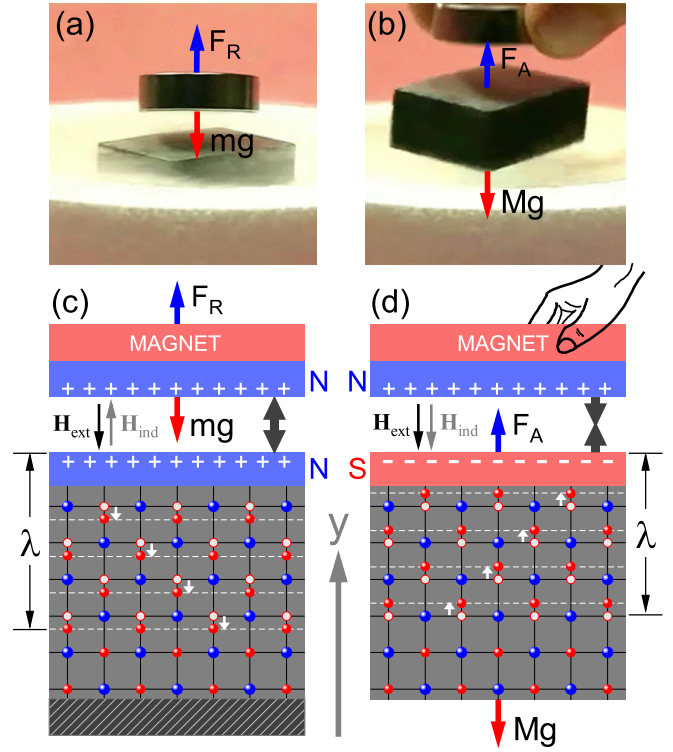 (a)
F_R
mg
(b)
F_A
Mg
(c)
F_R
MAGNET
+ + + + + + + + + +
N
H_ext
H_ind
mg
+ + + + + + + + + +
N
λ
y
(d)
MAGNET
N
+ + + + + + + + + +
H_ext
H_ind
F_A
S
- - - - - - - - - -
λ
Mg